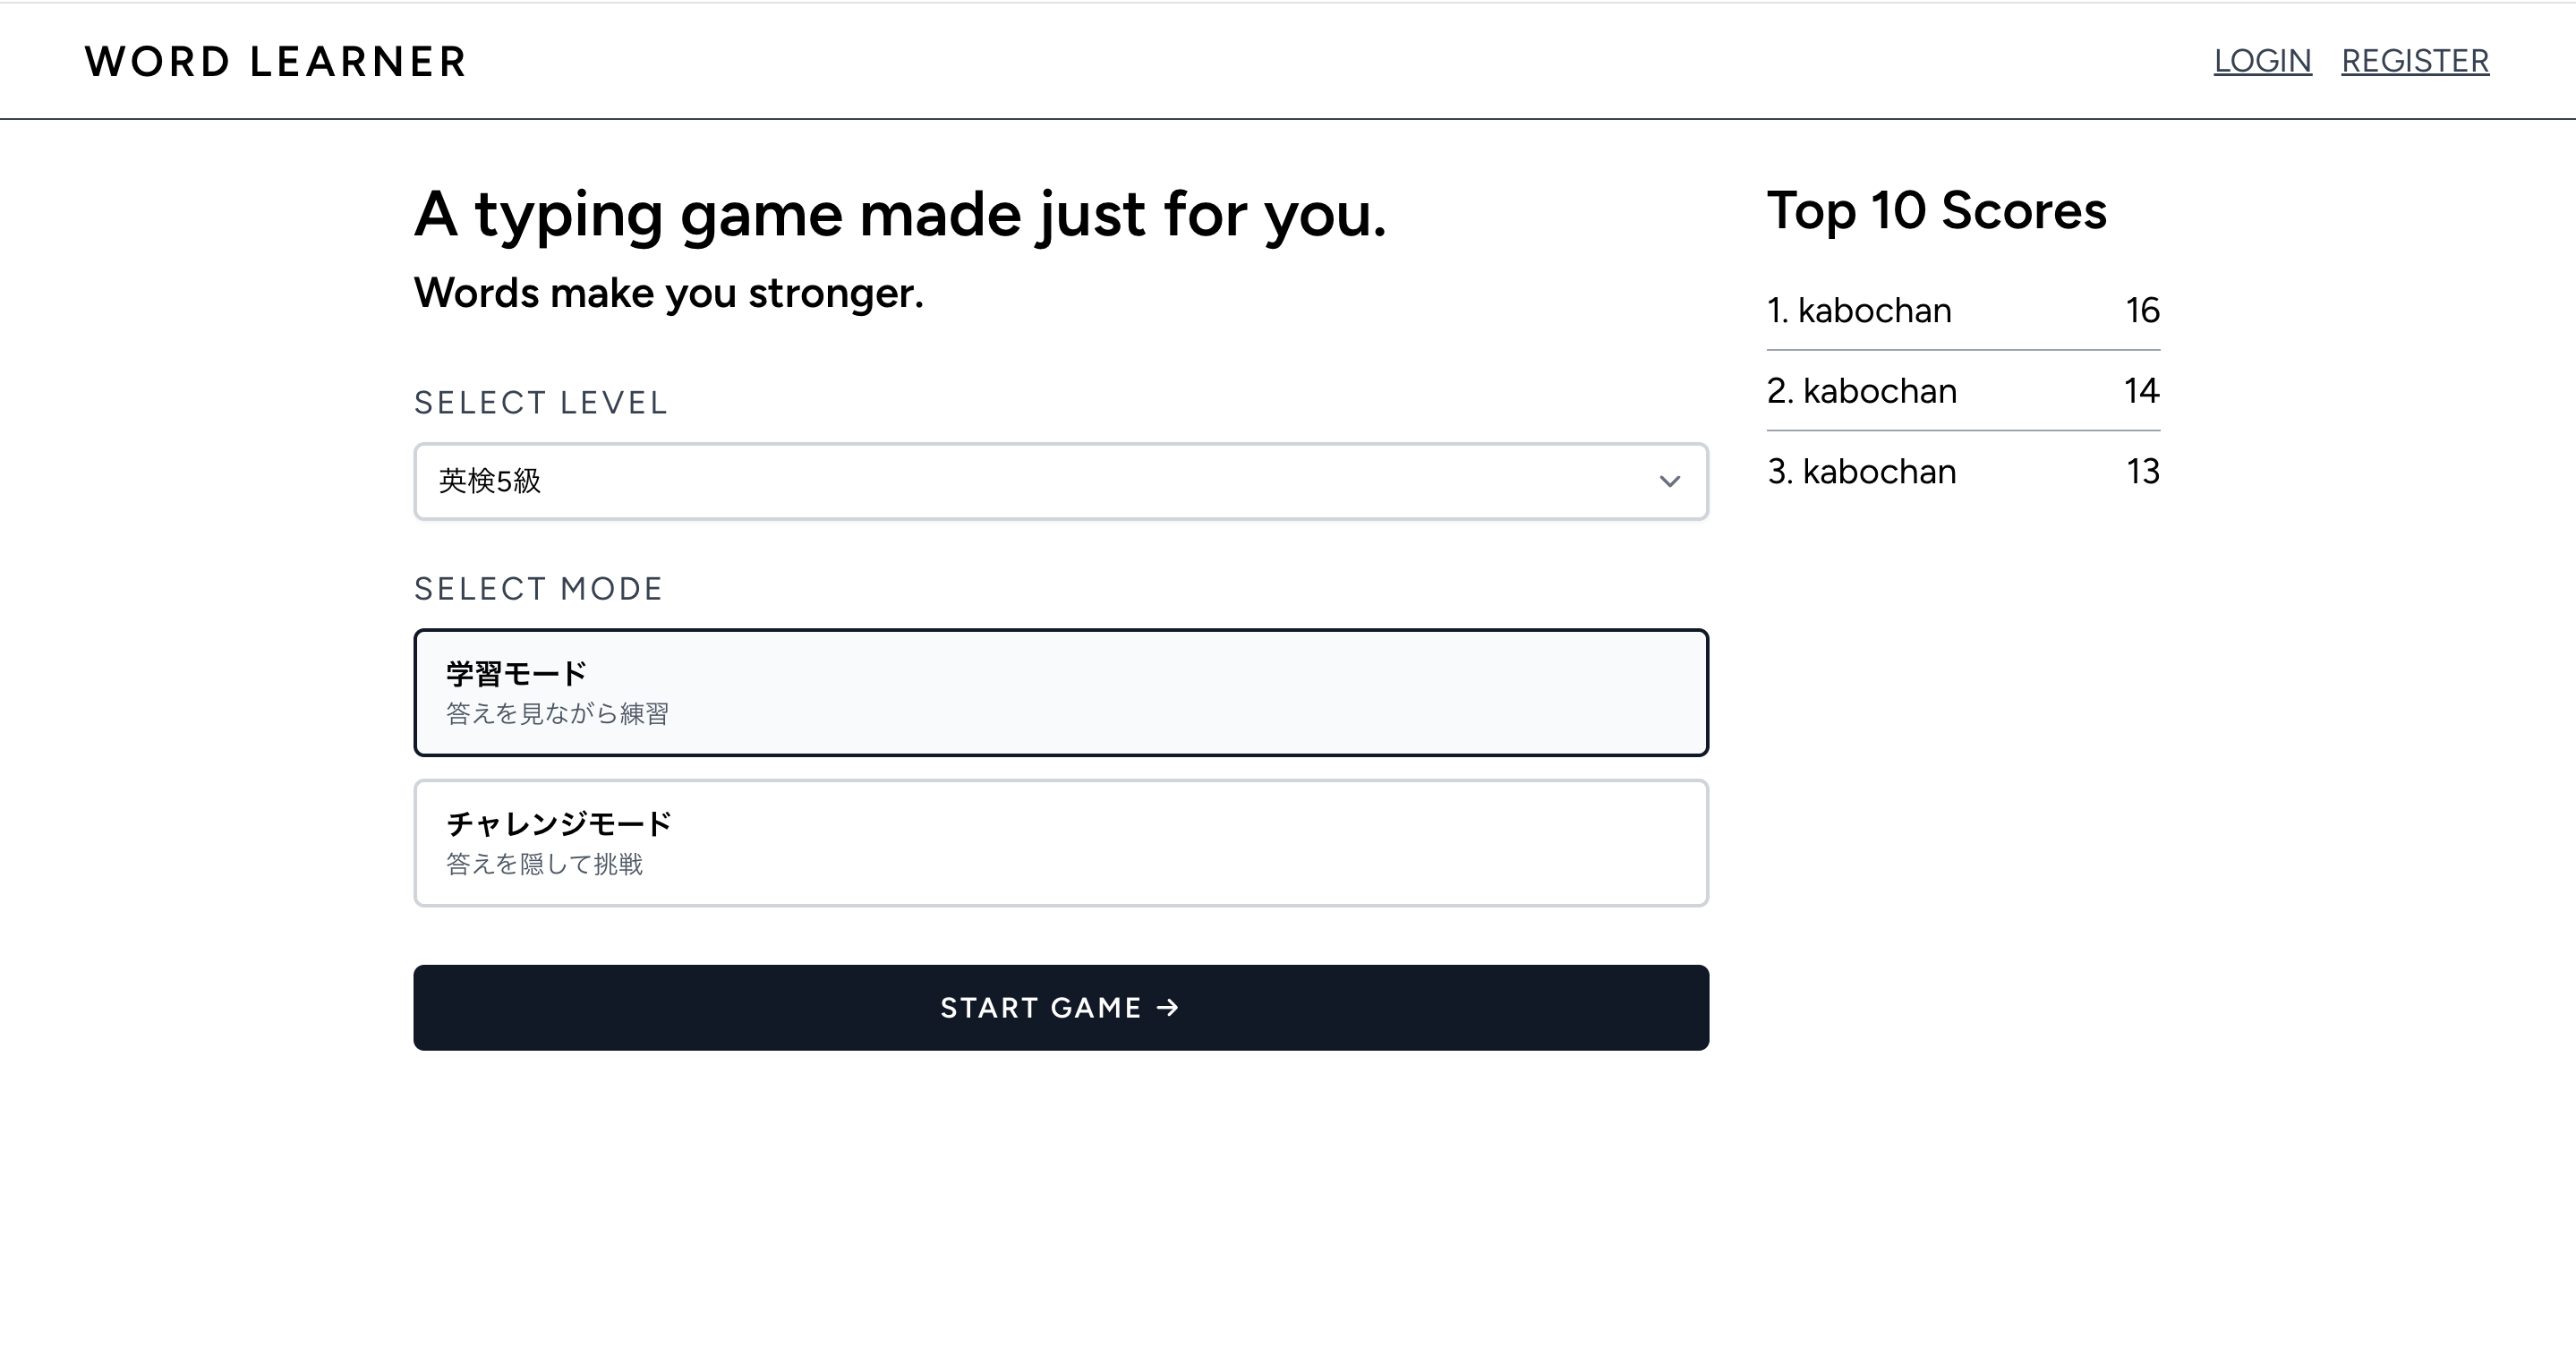 WORD LEARNER
LOGIN REGISTER
A typing game made just for you.
Words make you stronger.
SELECT LEVEL
英検5級
SELECT MODE
学習モード
答えを見ながら練習
チャレンジモード
答えを隠して挑戦
START GAME →
Top 10 Scores
1. kabochan 16
2. kabochan 14
3. kabochan 13